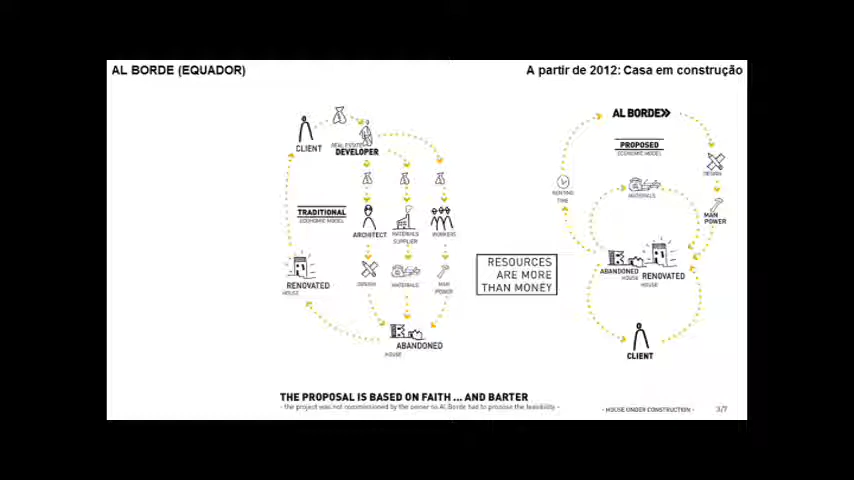 AL BORDE (EQUADOR)
A partir de 2012: Casa em construção
CLIENT
REAL ESTATE
DEVELOPER
TRADITIONAL
ECONOMIC MODEL
ARCHITECT
MATERIALS
SUPPLIER
WORKERS
DESIGN
MATERIALS
MAN
POWER
RENOVATED
HOUSE
ABANDONED
HOUSE
RESOURCES
ARE MORE
THAN MONEY
AL BORDE
PROPOSED
ECONOMIC MODEL
DESIGN
MATERIALS
TIME
MAN
POWER
ABANDONED
HOUSE
RENOVATED
HOUSE
CLIENT
THE PROPOSAL IS BASED ON FAITH ... AND BARTER
- the project was not commissioned by the owner so Al Borde had to propose the feasibility -
- HOUSE UNDER CONSTRUCTION -
3/7